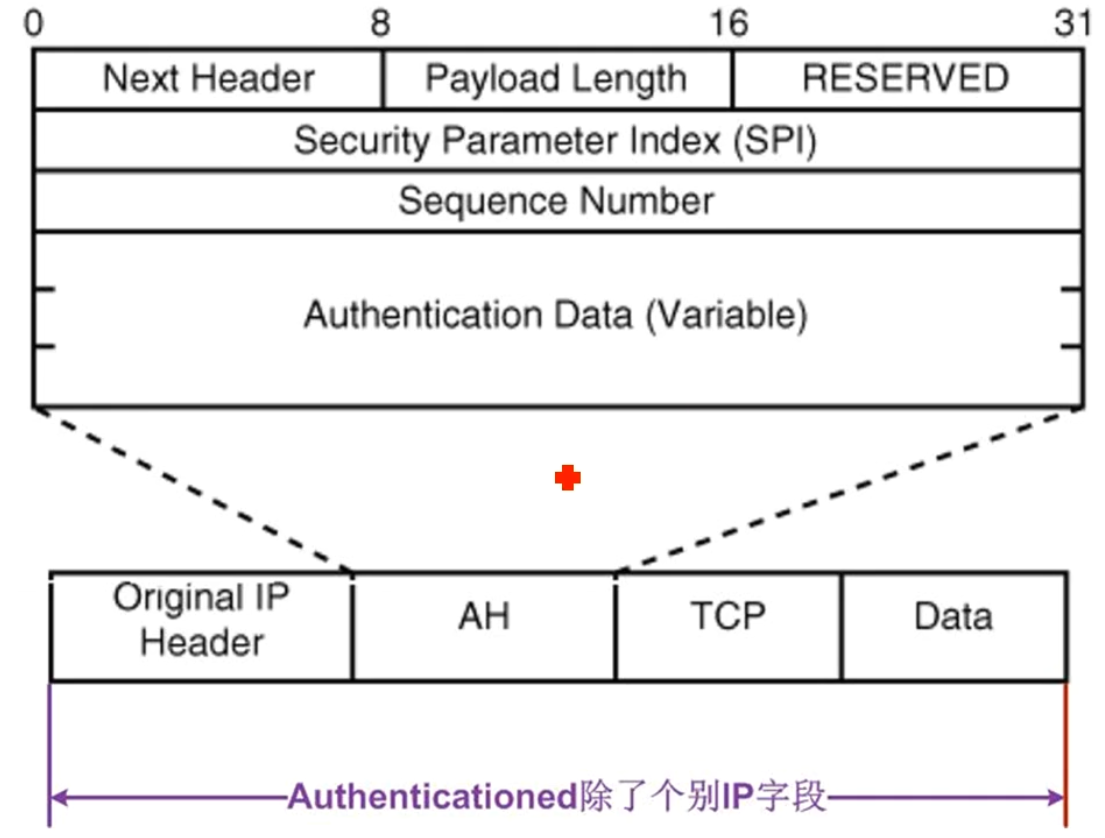 0 8 16 31
Next Header Payload Length RESERVED
Security Parameter Index (SPI)
Sequence Number
Authentication Data (Variable)
Original IP
Header
AH TCP Data
Authenticationed除了个别IP字段